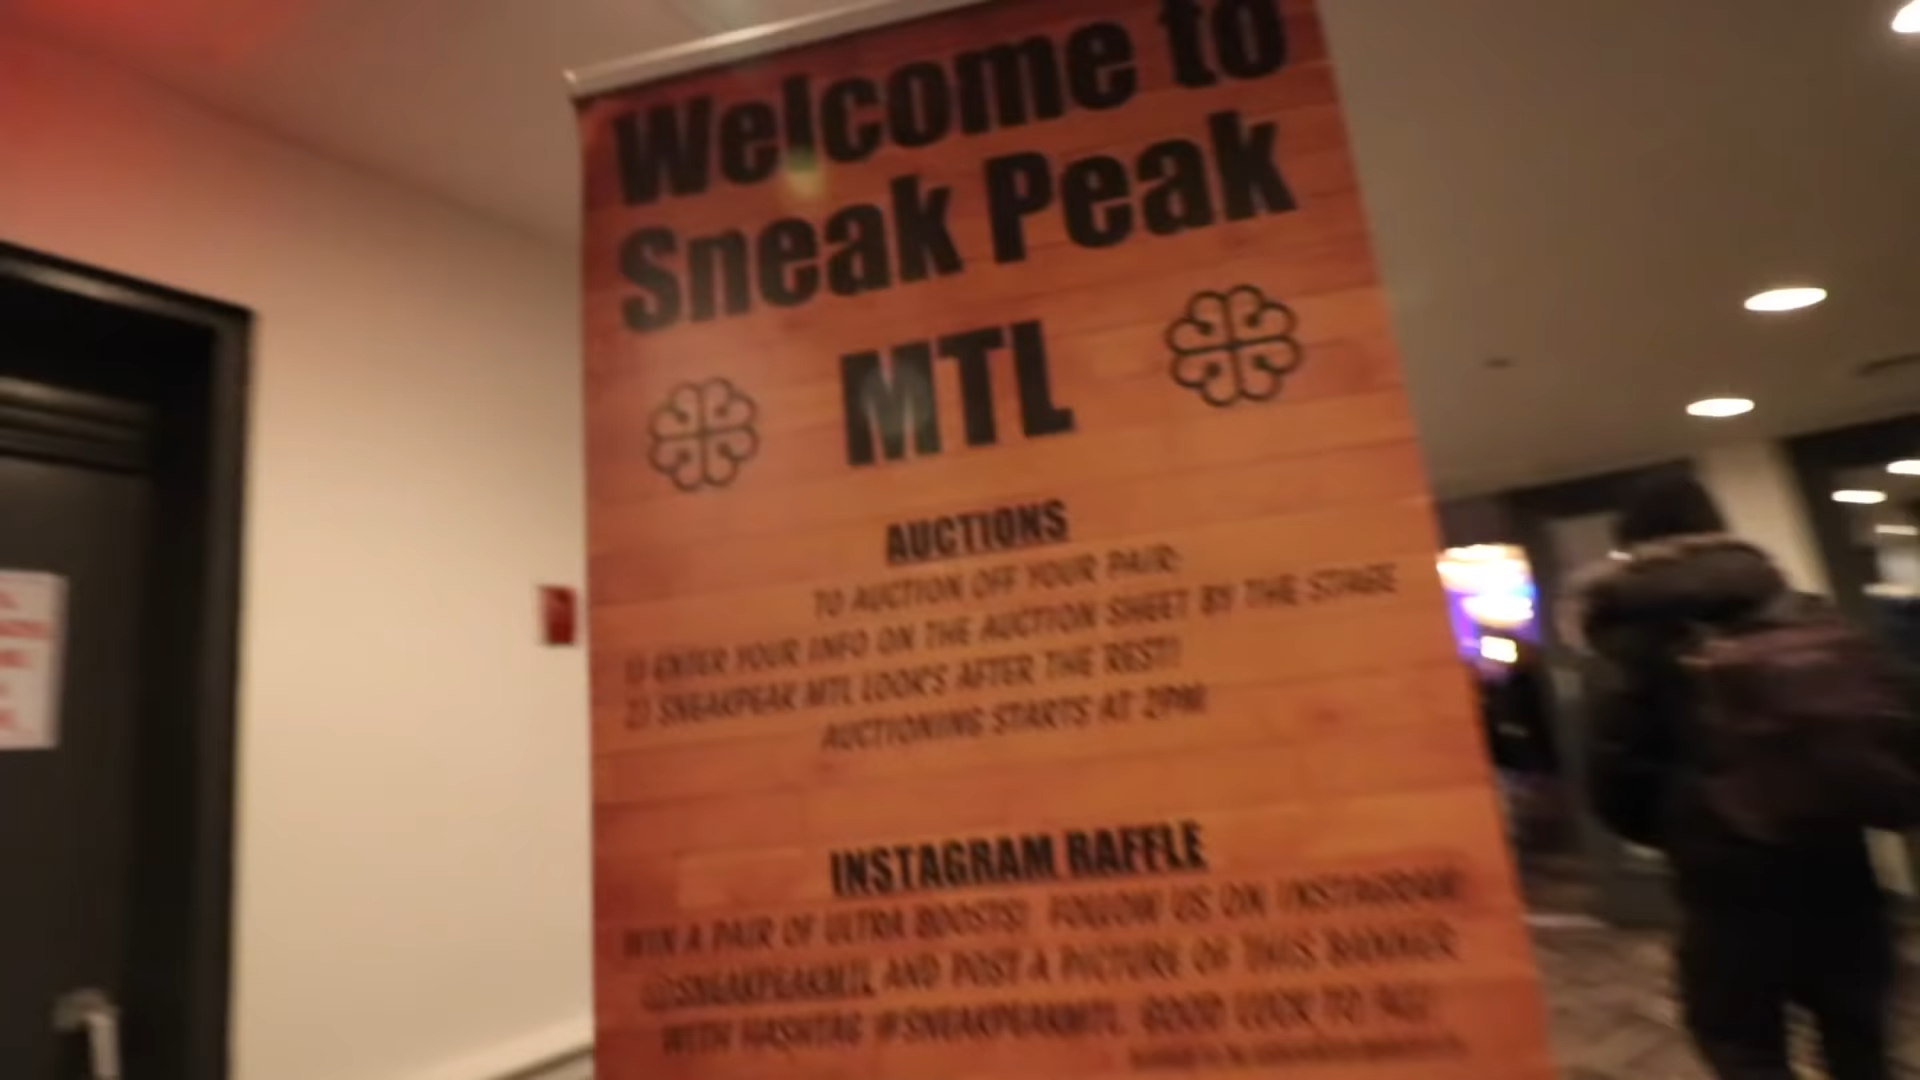 Welcome to
Sneak Peak
MTL
AUCTIONS
TO AUCTION OFF YOUR PAIR:
1) ENTER YOUR INFO ON THE AUCTION SHEET BY THE STAGE
2) SNEAKPEAK MTL LOOKS AFTER THE REST!
AUCTIONING STARTS AT 2PM
INSTAGRAM RAFFLE
WIN A PAIR OF ULTRA BOOSTS! FOLLOW US ON INSTAGRAM
@SNEAKPEAKMTL AND POST A PICTURE OF THIS BANNER
WITH HASHTAG #SNEAKPEAKMTL. GOOD LUCK TO ALL!